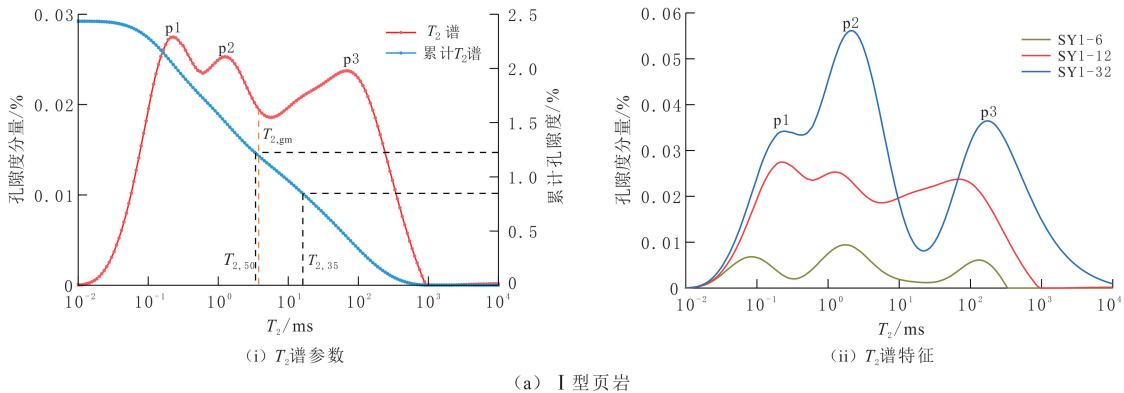 0.03
0.02
0.01
0
孔隙度分量/%
p1
p2
p3
T₂ 谱
累计T₂谱
T₂,gm
T₂,50
T₂,35
2.5
2.0
1.5
1.0
0.5
0
累计孔隙度/%
10⁻² 10⁻¹ 10⁰ 10¹ 10² 10³ 10⁴
T₂/ms
(i) T₂谱参数
0.06
0.05
0.04
0.03
0.02
0.01
0
孔隙度分量/%
p1
p2
p3
SY1-6
SY1-12
SY1-32
10⁻² 10⁻¹ 10⁰ 10¹ 10² 10³ 10⁴
T₂/ms
(ii) T₂谱特征
(a) Ⅰ型页岩